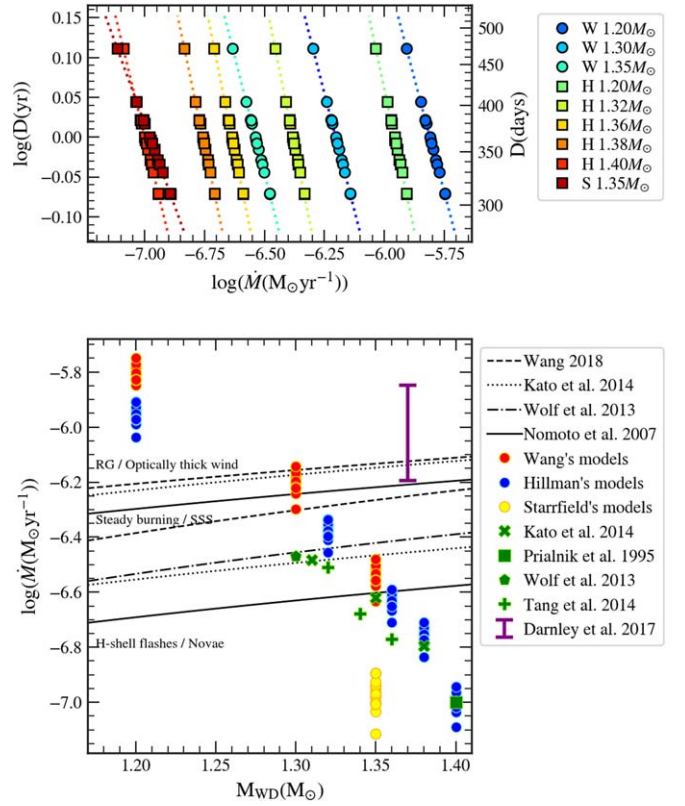 0.15
0.10
0.05
0.00
−0.05
−0.10
log(D(yr))
500
450
400
350
300
D(days)
−7.00 −6.75 −6.50 −6.25 −6.00 −5.75
log(Ṁ(M⊙yr⁻¹))
W 1.20M⊙
W 1.30M⊙
W 1.35M⊙
H 1.20M⊙
H 1.32M⊙
H 1.36M⊙
H 1.38M⊙
H 1.40M⊙
S 1.35M⊙
−5.8
−6.0
−6.2
−6.4
−6.6
−6.8
−7.0
log(Ṁ(M⊙yr⁻¹))
RG / Optically thick wind
Steady burning / SSS
H-shell flashes / Novae
1.20 1.25 1.30 1.35 1.40
M_WD(M⊙)
Wang 2018
Kato et al. 2014
Wolf et al. 2013
Nomoto et al. 2007
Wang's models
Hillman's models
Starrfield's models
Kato et al. 2014
Prialnik et al. 1995
Wolf et al. 2013
Tang et al. 2014
Darnley et al. 2017